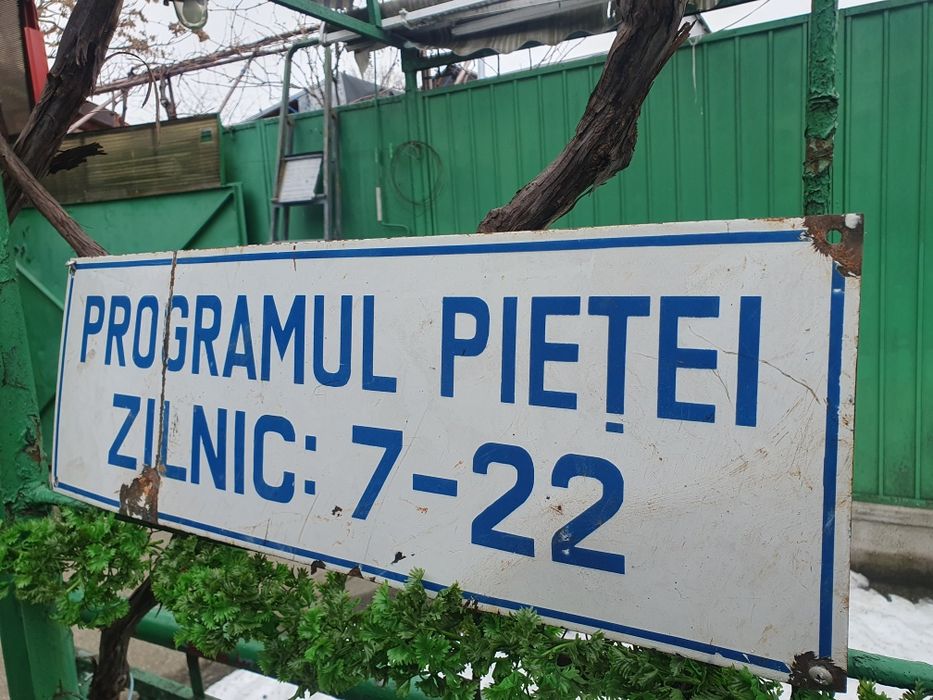 PROGRAMUL PIEȚEI
ZILNIC: 7-22